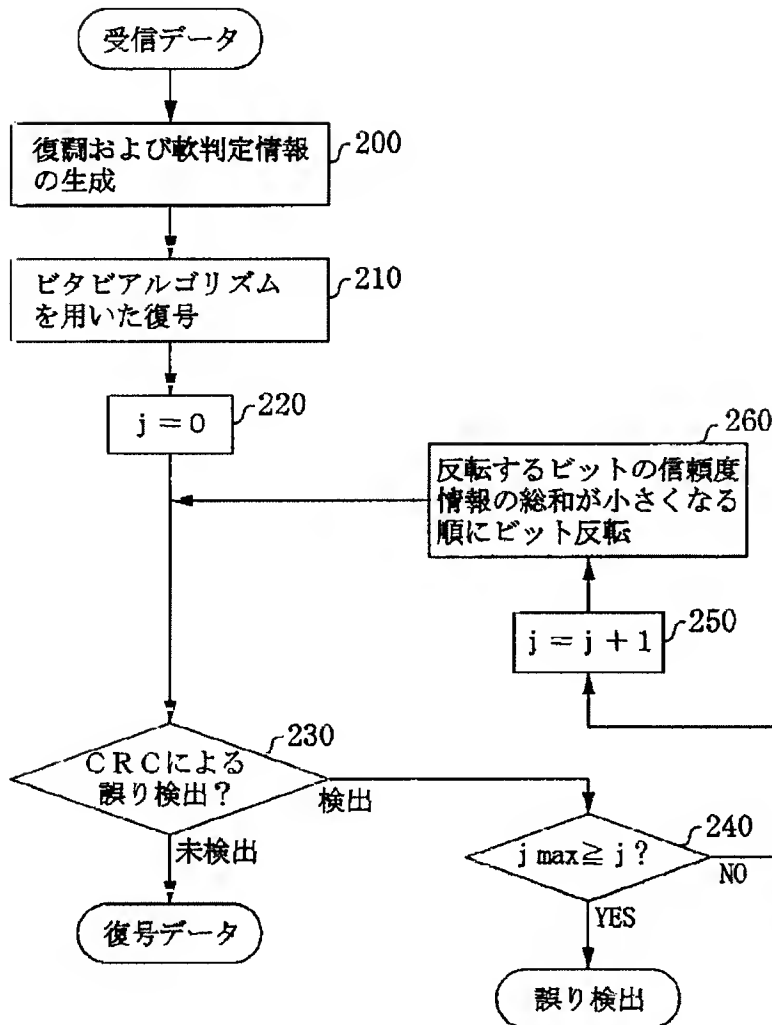 受信データ
復調および軟判定情報
の生成
200
ビタビアルゴリズム
を用いた復号
210
j=0
220
260
反転するビットの信頼度
情報の総和が小さくなる
順にビット反転
j=j+1
250
CRCによる
誤り検出?
230
検出
未検出
復号データ
j max≧j?
240
NO
YES
誤り検出